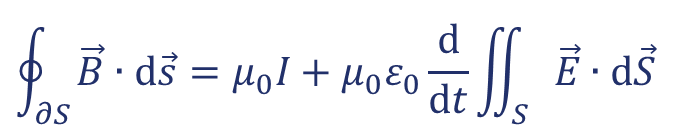 ∮_∂S B⃗ · ds⃗ = μ₀I + μ₀ε₀ d/dt ∬_S E⃗ · dS⃗